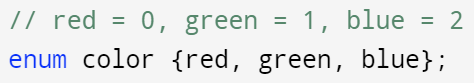 // red = 0, green = 1, blue = 2
enum color {red, green, blue};